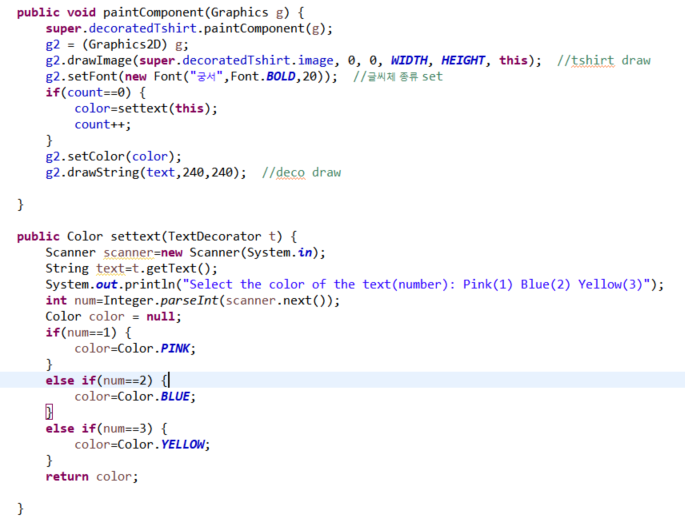 public void paintComponent(Graphics g) {
super.decoratedTshirt.paintComponent(g);
g2 = (Graphics2D) g;
g2.drawImage(super.decoratedTshirt.image, 0, 0, WIDTH, HEIGHT, this);  //tshirt draw
g2.setFont(new Font("궁서",Font.BOLD,20));  //글씨체 종류 set
if(count==0) {
color=settext(this);
count++;
}
g2.setColor(color);
g2.drawString(text,240,240);  //deco draw
}
public Color settext(TextDecorator t) {
Scanner scanner=new Scanner(System.in);
String text=t.getText();
System.out.println("Select the color of the text(number): Pink(1) Blue(2) Yellow(3)");
int num=Integer.parseInt(scanner.next());
Color color = null;
if(num==1) {
color=Color.PINK;
}
else if(num==2) {
color=Color.BLUE;
}
else if(num==3) {
color=Color.YELLOW;
}
return color;
}